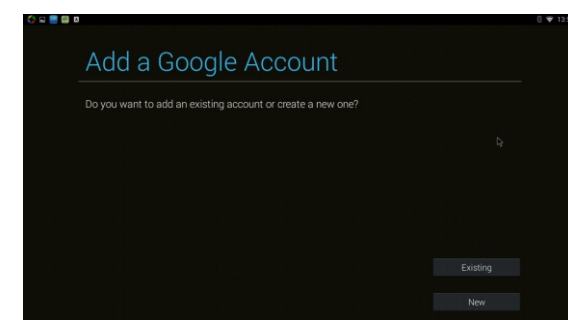 Add a Google Account
Do you want to add an existing account or create a new one?
Existing
New